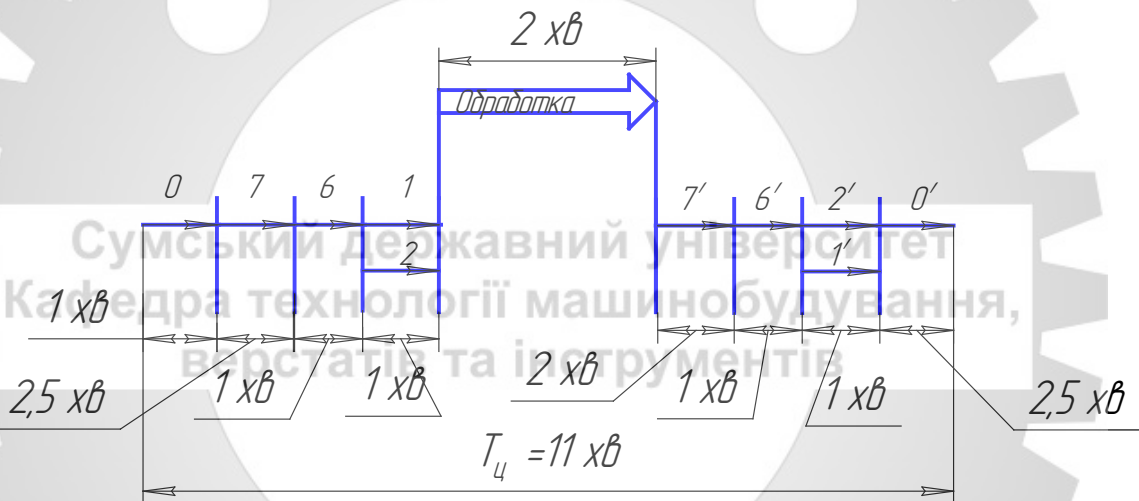 2 хв
Обработка
0 7 6 1 7′ 6′ 2′ 0′
Сумський державний університет
2 1′
Кафедра технології машинобудування,
1 хв
верстатів та інструментів
2,5 хв 1 хв 1 хв 2 хв 1 хв 1 хв 2,5 хв
Tц =11 хв